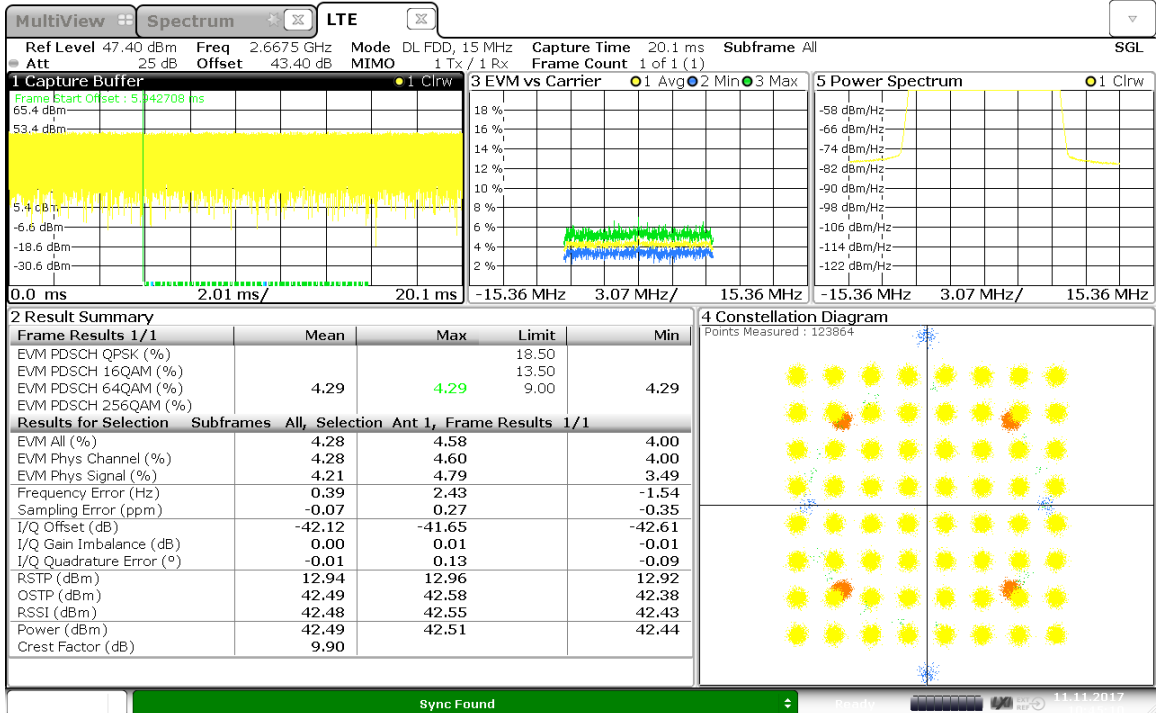 MultiView Spectrum LTE
Ref Level 47.40 dBm Freq 2.6675 GHz Mode DL FDD, 15 MHz Capture Time 20.1 ms Subframe All SGL
Att 25 dB Offset 43.40 dB MIMO 1 Tx / 1 Rx Frame Count 1 of 1 (1)
1 Capture Buffer 1 Clrw
Frame Start Offset : 5.942708 ms
65.4 dBm
53.4 dBm
5.4 dBm
-6.6 dBm
-18.6 dBm
-30.6 dBm
0.0 ms 2.01 ms/ 20.1 ms
3 EVM vs Carrier 1 Avg 2 Min 3 Max
18 %
16 %
14 %
12 %
10 %
8 %
6 %
4 %
2 %
-15.36 MHz 3.07 MHz/ 15.36 MHz
5 Power Spectrum 1 Clrw
-58 dBm/Hz
-66 dBm/Hz
-74 dBm/Hz
-82 dBm/Hz
-90 dBm/Hz
-98 dBm/Hz
-106 dBm/Hz
-114 dBm/Hz
-122 dBm/Hz
-15.36 MHz 3.07 MHz/ 15.36 MHz
2 Result Summary
Frame Results 1/1 Mean Max Limit Min
EVM PDSCH QPSK (%) 18.50
EVM PDSCH 16QAM (%) 13.50
EVM PDSCH 64QAM (%) 4.29 4.29 9.00 4.29
EVM PDSCH 256QAM (%)
Results for Selection Subframes All, Selection Ant 1, Frame Results 1/1
EVM All (%) 4.28 4.58 4.00
EVM Phys Channel (%) 4.28 4.60 4.00
EVM Phys Signal (%) 4.21 4.79 3.49
Frequency Error (Hz) 0.39 2.43 -1.54
Sampling Error (ppm) -0.07 0.27 -0.35
I/Q Offset (dB) -42.12 -41.65 -42.61
I/Q Gain Imbalance (dB) 0.00 0.01 -0.01
I/Q Quadrature Error (°) -0.01 0.13 -0.09
RSTP (dBm) 12.94 12.96 12.92
OSTP (dBm) 42.49 42.58 42.38
RSSI (dBm) 42.48 42.55 42.43
Power (dBm) 42.49 42.51 42.44
Crest Factor (dB) 9.90
4 Constellation Diagram
Points Measured : 123864
Sync Found
Ready
LXI
EXT
REF
11.11.2017